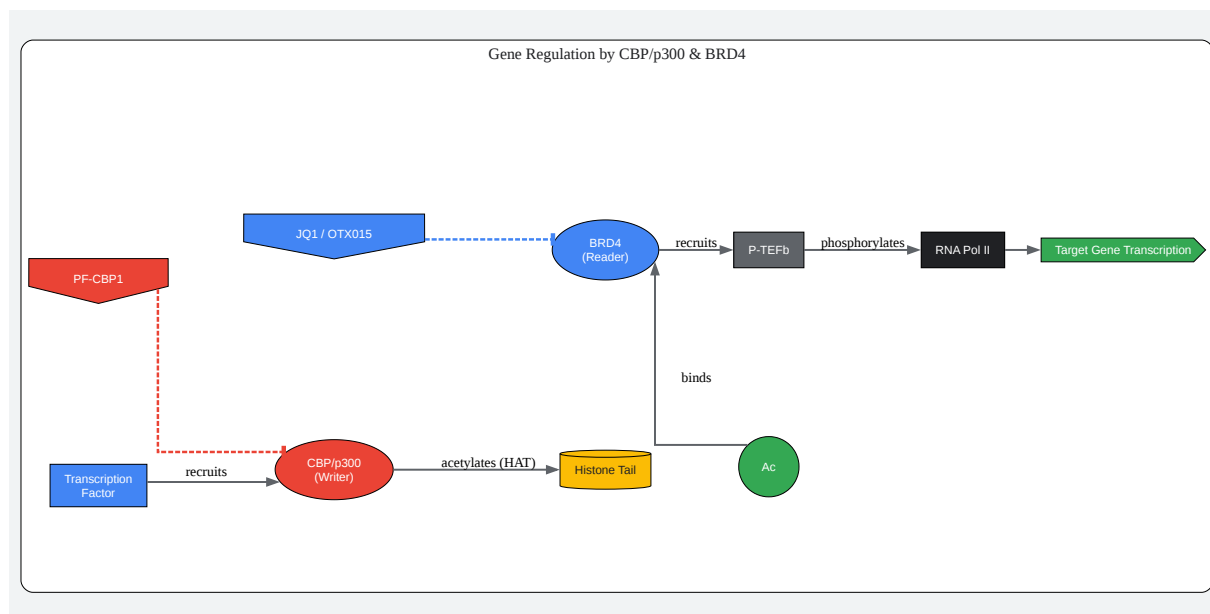 Gene Regulation by CBP/p300 & BRD4
JQ1 / OTX015
BRD4
(Reader)
recruits
P-TEFb
phosphorylates
RNA Pol II
Target Gene Transcription
PF-CBP1
binds
Transcription
Factor
recruits
CBP/p300
(Writer)
acetylates (HAT)
Histone Tail
Ac